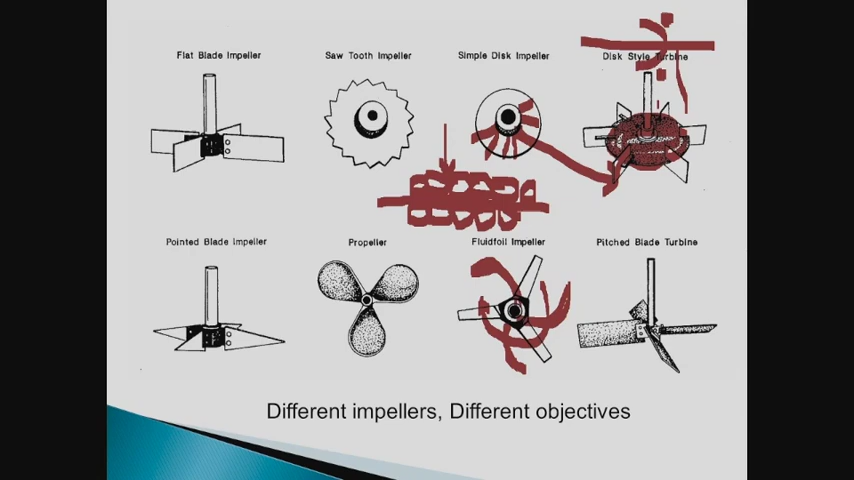 Flat Blade Impeller Saw Tooth Impeller Simple Disk Impeller Disk Style Turbine
Pointed Blade Impeller Propeller Fluidfoil Impeller Pitched Blade Turbine
Different impellers, Different objectives